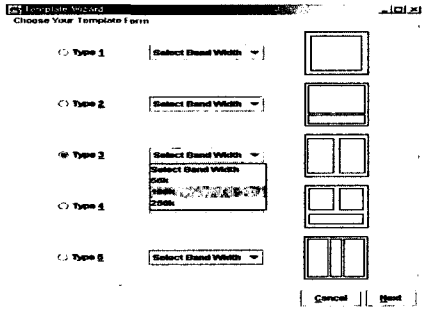 Template Wizard
Choose Your Template Form
Type 1
Select Band Width
Type 2
Select Band Width
Type 3
Select Band Width
Select Band Width
56k
256k
Type 4
Type 5
Select Band Width
Cancel
Next